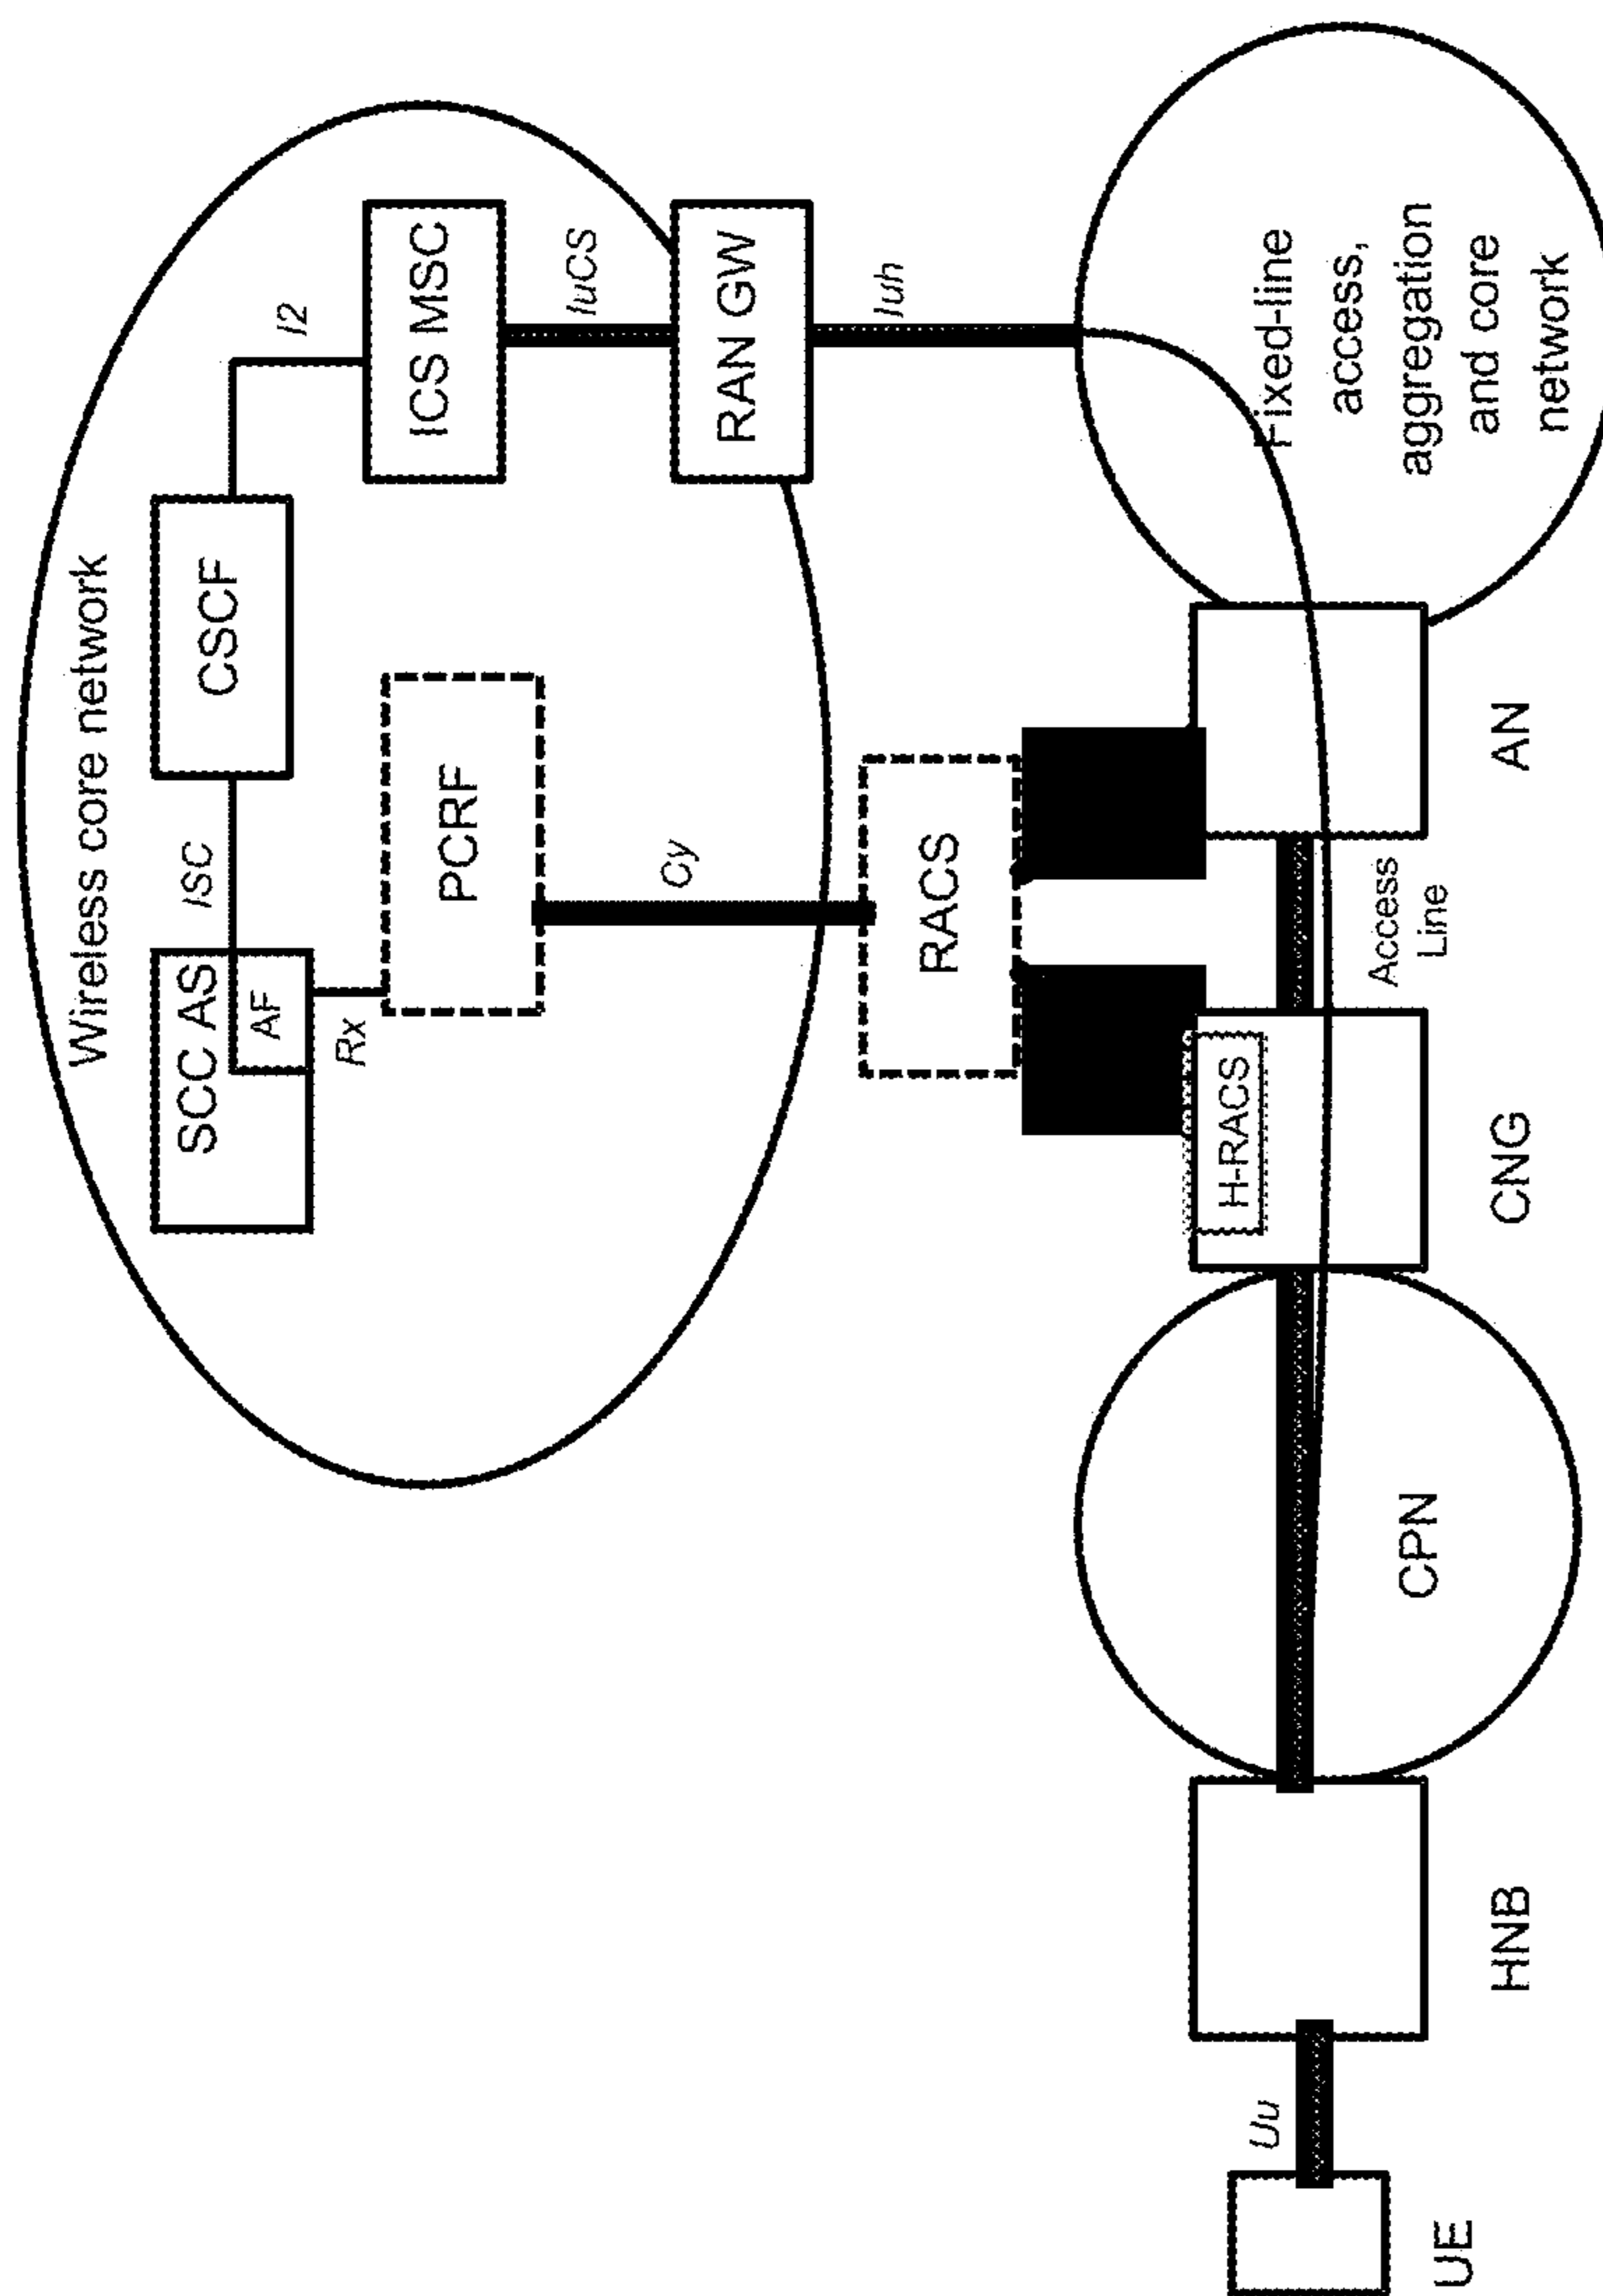 Wireless core network
SCC AS
AF
ISC
CSCF
I2
Rx
PCRF
ICS MSC
IuCS
Cy
RAN GW
RACS
Iuh
H-RACS
Fixed-line
access,
aggregation
and core
network
Uu
Access
Line
UE
HNB
CPN
CNG
AN